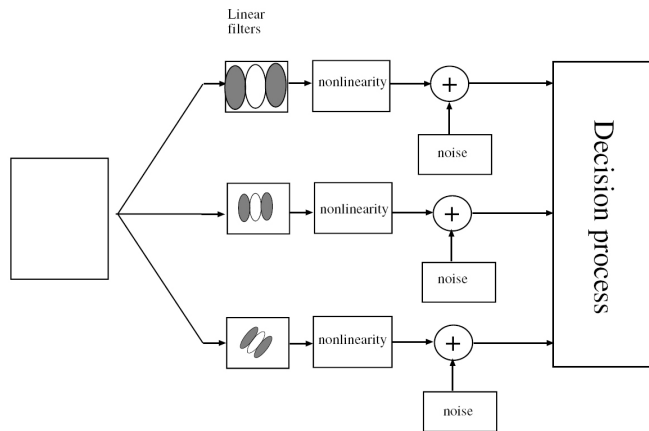 Linear
filters
nonlinearity
+
noise
nonlinearity
+
noise
nonlinearity
+
noise
Decision process